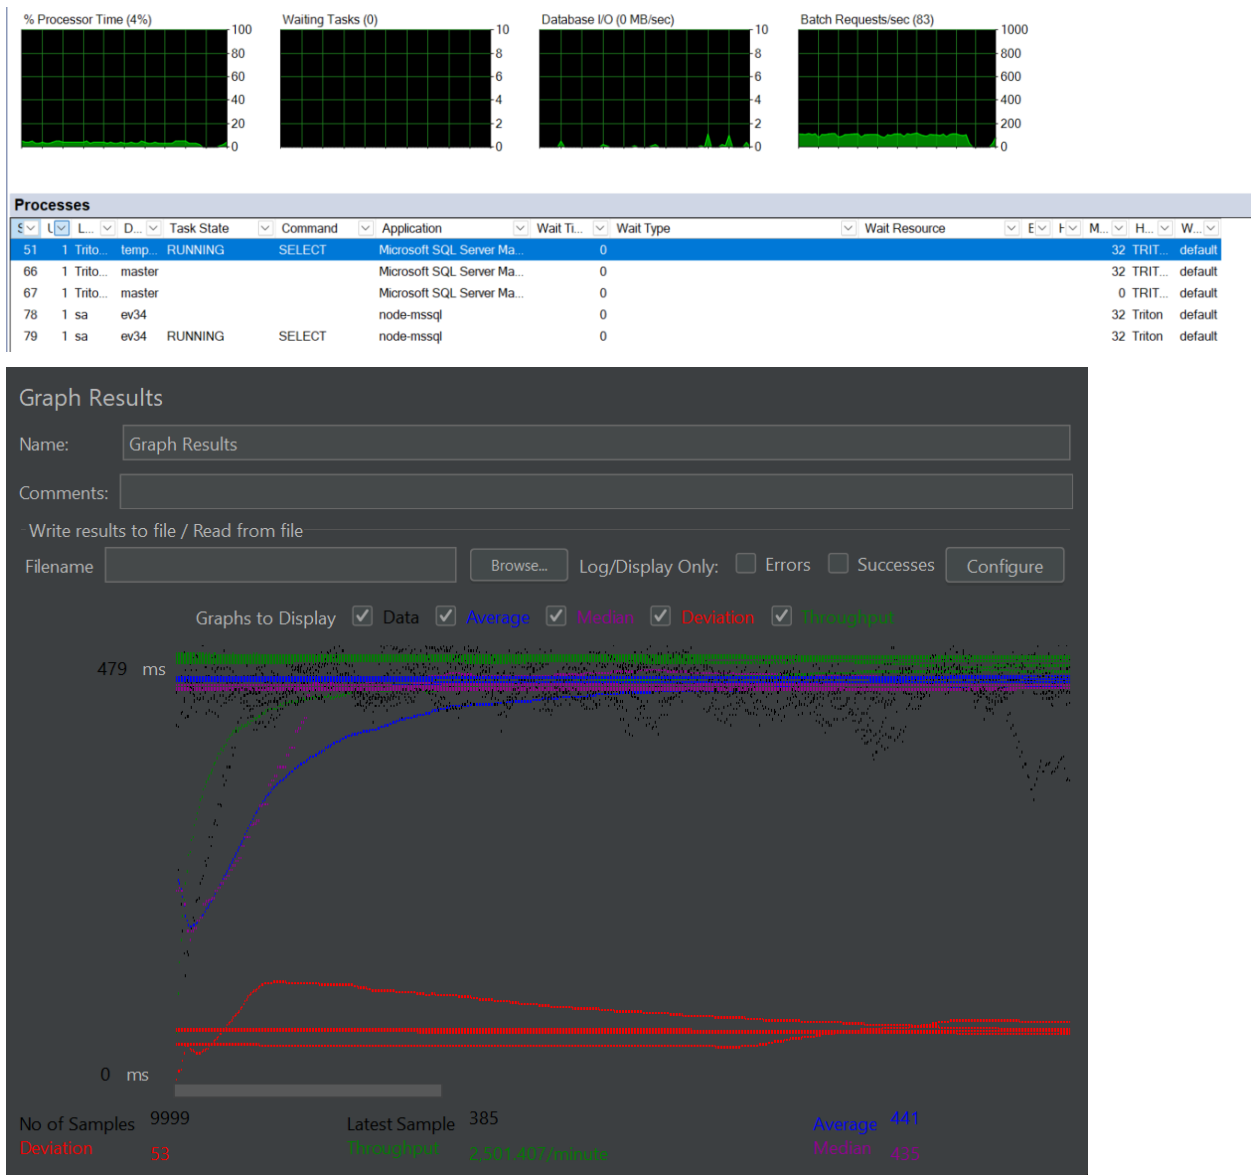 % Processor Time (4%) Waiting Tasks (0) Database I/O (0 MB/sec) Batch Requests/sec (83)
100 10 10 1000
80 8 8 800
60 6 6 600
40 4 4 400
20 2 2 200
0 0 0 0
Processes
S L... D... Task State Command Application Wait Ti... Wait Type Wait Resource E H M... H... W...
51 1 Trito... temp... RUNNING SELECT Microsoft SQL Server Ma... 0 32 TRIT... default
66 1 Trito... master Microsoft SQL Server Ma... 0 32 TRIT... default
67 1 Trito... master Microsoft SQL Server Ma... 0 0 TRIT... default
78 1 sa ev34 node-mssql 0 32 Triton default
79 1 sa ev34 RUNNING SELECT node-mssql 0 32 Triton default
Graph Results
Name: Graph Results
Comments:
Write results to file / Read from file
Filename Browse... Log/Display Only: Errors Successes Configure
Graphs to Display Data Average Median Deviation Throughput
479 ms
0 ms
No of Samples 9999 Latest Sample 385 Average 441
Deviation 53 Throughput 2,501.407/minute Median